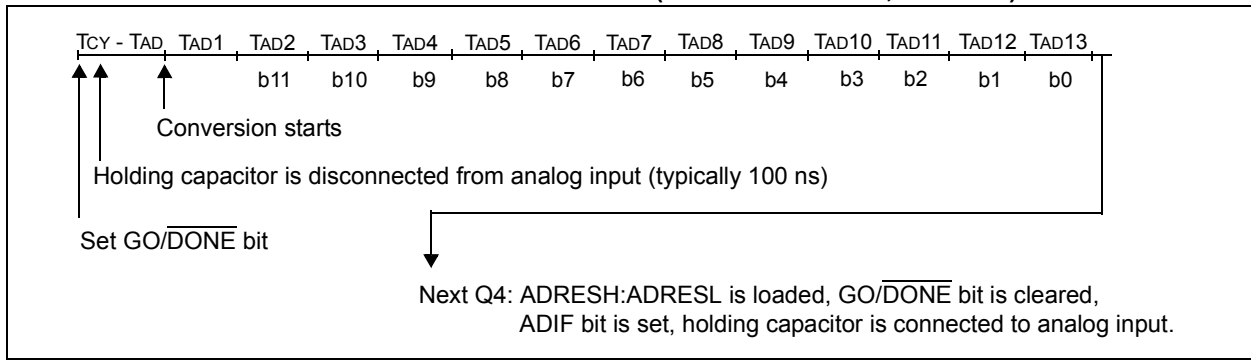 TCY - TAD TAD1 TAD2 TAD3 TAD4 TAD5 TAD6 TAD7 TAD8 TAD9 TAD10 TAD11 TAD12 TAD13
b11 b10 b9 b8 b7 b6 b5 b4 b3 b2 b1 b0
Conversion starts
Holding capacitor is disconnected from analog input (typically 100 ns)
Set GO/DONE bit
Next Q4: ADRESH:ADRESL is loaded, GO/DONE bit is cleared,
ADIF bit is set, holding capacitor is connected to analog input.